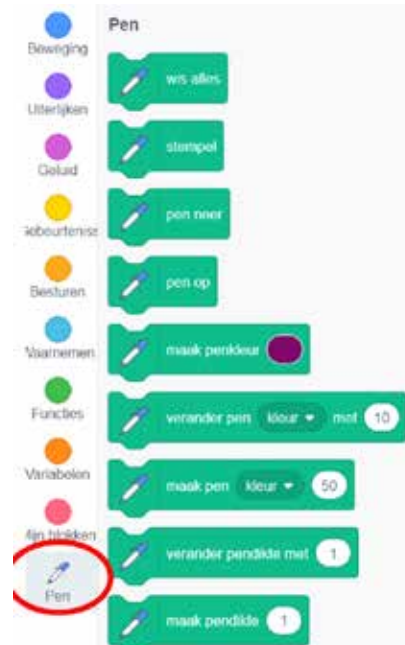 Beweging
Uiterlijken
Geluid
Gebeurteniss
Besturen
Waarnemen
Functies
Variabelen
Mijn blokken
Pen
Pen
wis alles
stempel
pen neer
pen op
maak penkleur
verander pen kleur met 10
maak pen kleur 50
verander pendikte met 1
maak pendikte 1